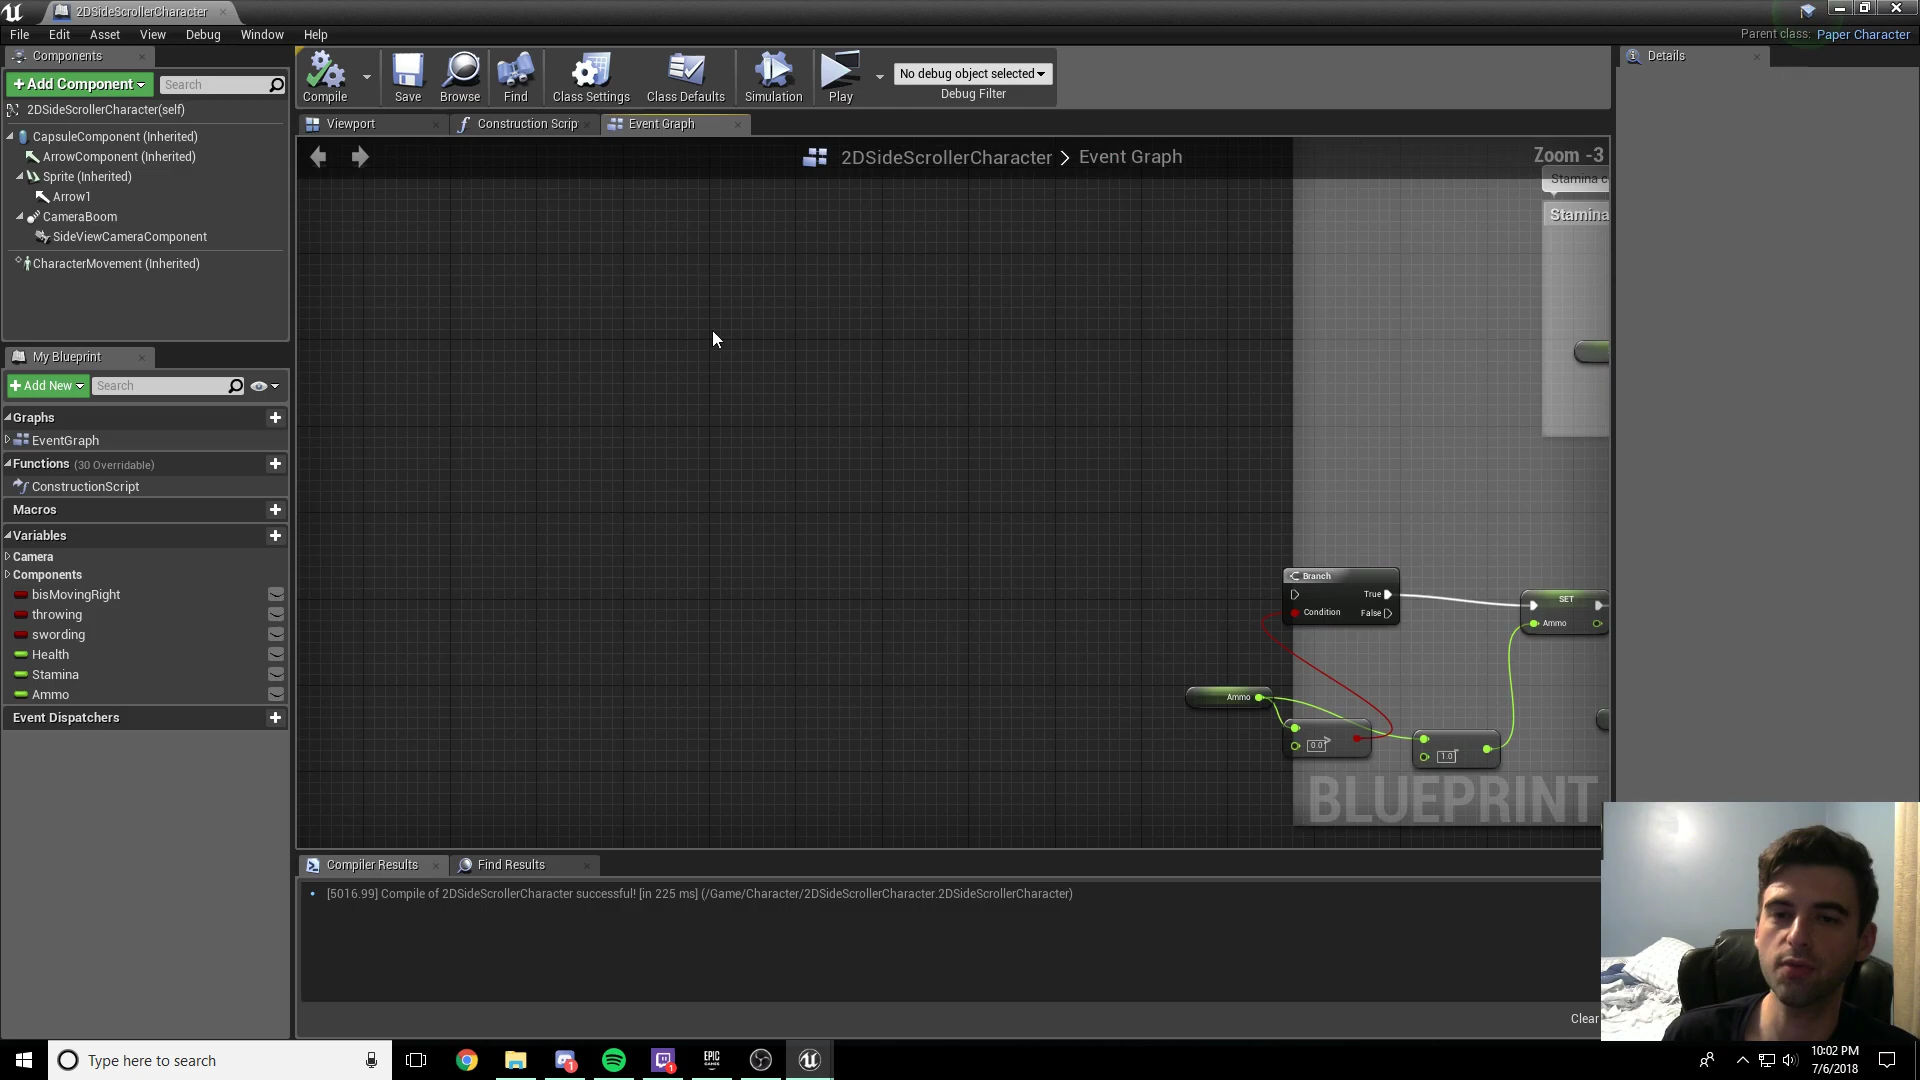 2DSideScrollerCharacter
File Edit Asset View Debug Window Help
Parent class: Paper Character
Components
+ Add Component
Search
2DSideScrollerCharacter(self)
CapsuleComponent (Inherited)
ArrowComponent (Inherited)
Sprite (Inherited)
Arrow1
CameraBoom
SideViewCameraComponent
CharacterMovement (Inherited)
My Blueprint
+ Add New
Search
Graphs
EventGraph
Functions (30 Overridable)
ConstructionScript
Macros
Variables
Camera
Components
bisMovingRight
throwing
swording
Health
Stamina
Ammo
Event Dispatchers
Compile
Save
Browse
Find
Class Settings
Class Defaults
Simulation
Play
No debug object selected
Debug Filter
Viewport
Construction Scrip
Event Graph
2DSideScrollerCharacter > Event Graph
Zoom -3
Stamina c
Stamina
Branch
True
Condition
False
SET
Ammo
Ammo
0.0
>
1.0
-
BLUEPRINT
Details
Compiler Results
Find Results
[5016.99] Compile of 2DSideScrollerCharacter successful! [in 225 ms] (/Game/Character/2DSideScrollerCharacter.2DSideScrollerCharacter)
Clear
Type here to search
EPIC
GAMES
1
1
10:02 PM
7/6/2018